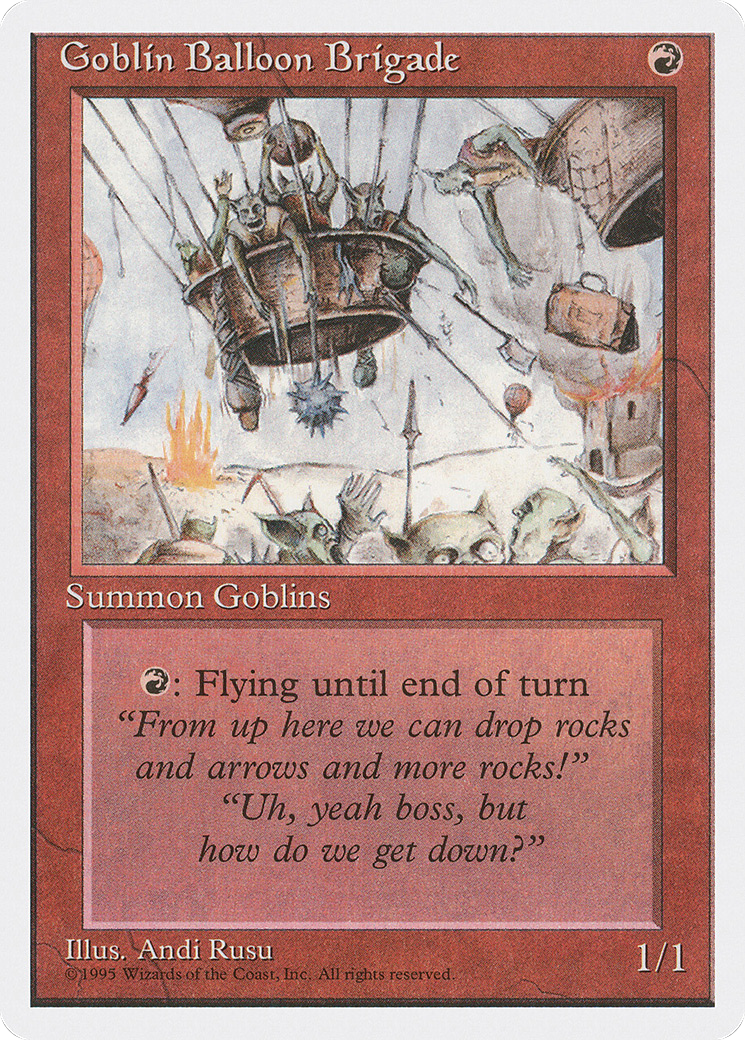 Goblin Balloon Brigade
Summon Goblins
: Flying until end of turn
“From up here we can drop rocks
and arrows and more rocks!”
“Uh, yeah boss, but
how do we get down?”
Illus. Andi Rusu
1/1
©1995 Wizards of the Coast, Inc. All rights reserved.